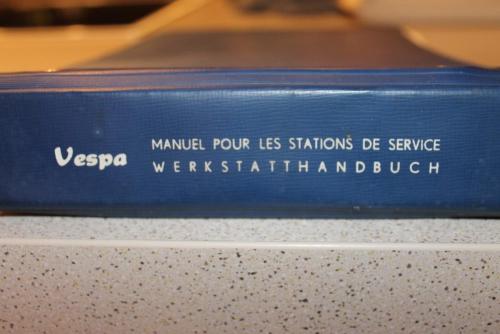 Vespa
MANUEL POUR LES STATIONS DE SERVICE
WERKSTATTHANDBUCH